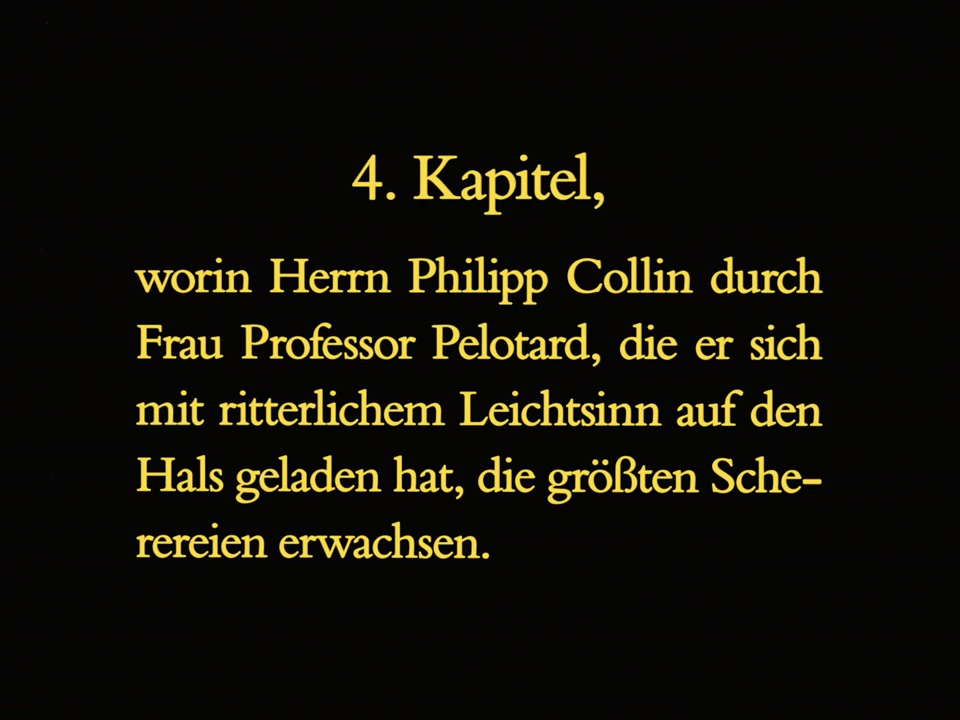 4. Kapitel,
worin Herrn Philipp Collin durch
Frau Professor Pelotard, die er sich
mit ritterlichem Leichtsinn auf den
Hals geladen hat, die größten Sche-
rereien erwachsen.